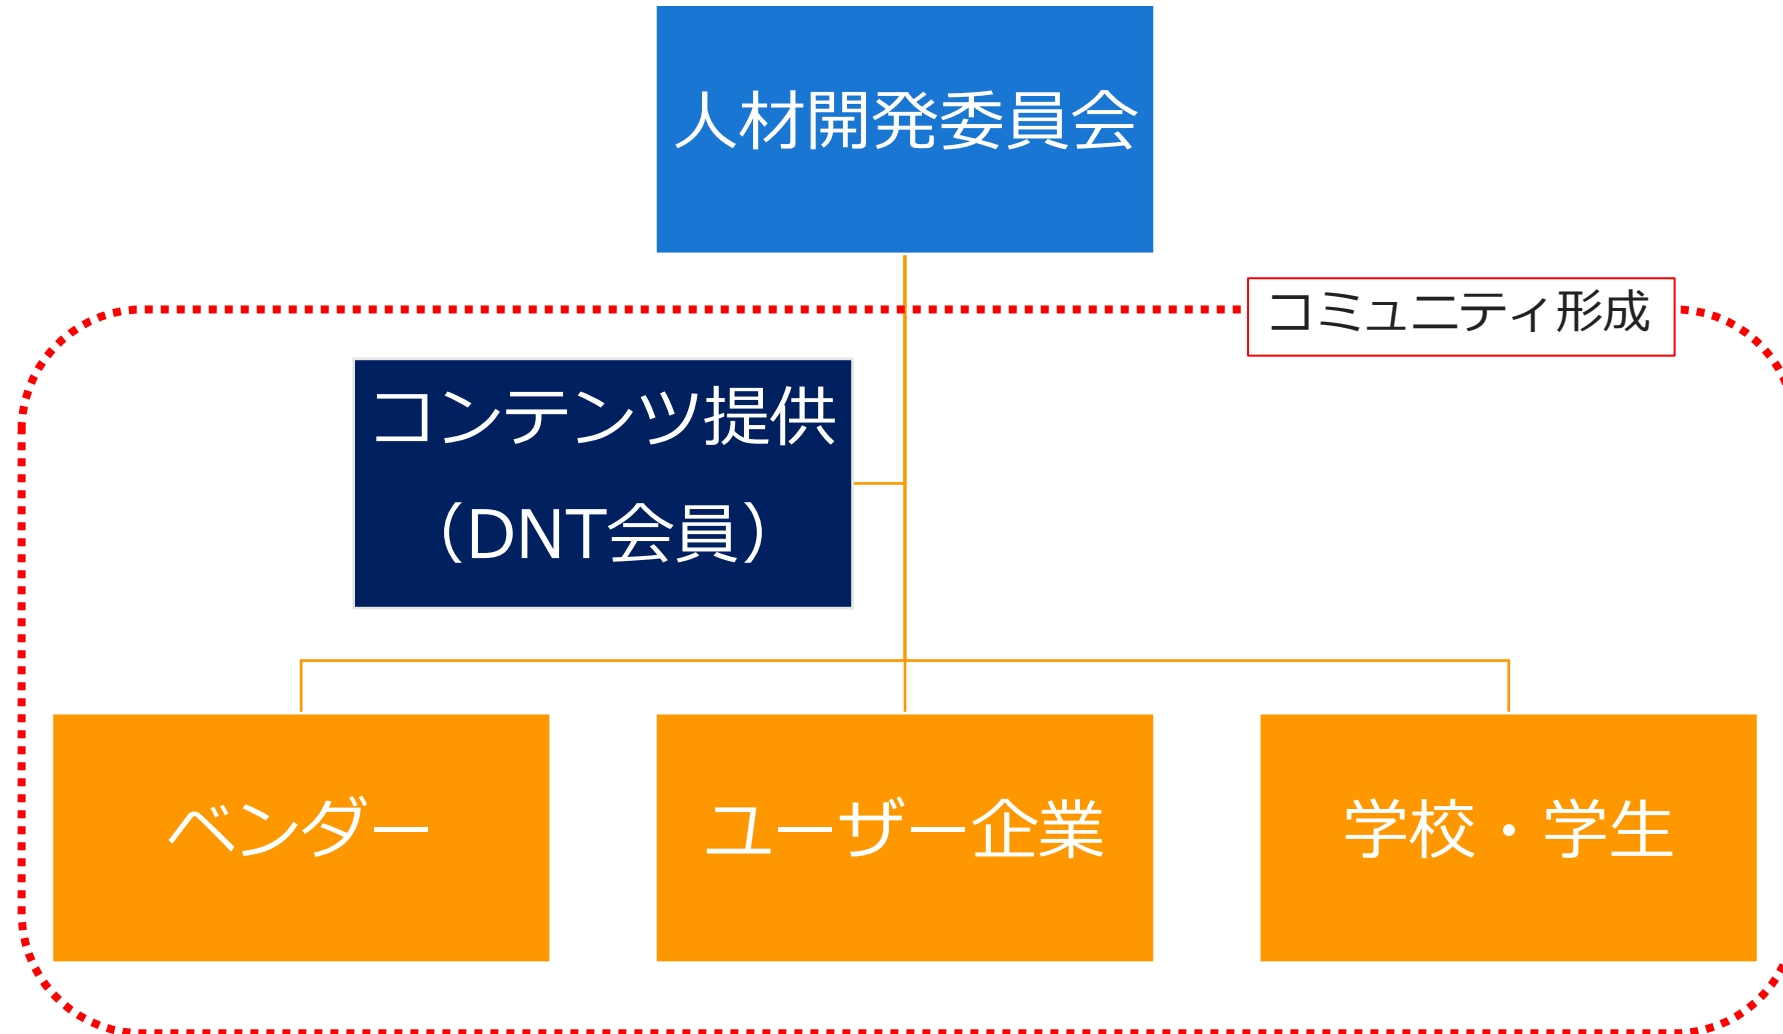 人材開発委員会
コミュニティ形成
コンテンツ提供
（DNT会員）
ベンダー
ユーザー企業
学校・学生